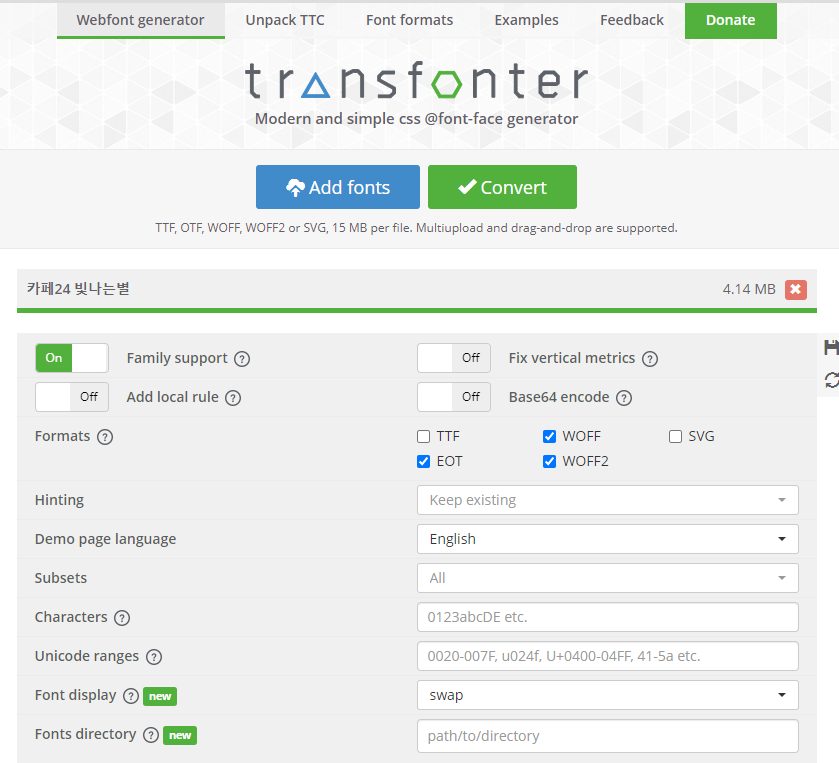 Webfont generator Unpack TTC Font formats Examples Feedback Donate
transfonter
Modern and simple css @font-face generator
Add fonts Convert
TTF, OTF, WOFF, WOFF2 or SVG, 15 MB per file. Multiupload and drag-and-drop are supported.
카페24 빛나는별 4.14 MB
On Family support ? Off Fix vertical metrics ?
Off Add local rule ? Off Base64 encode ?
Formats ? TTF WOFF SVG
EOT WOFF2
Hinting Keep existing
Demo page language English
Subsets All
Characters ? 0123abcDE etc.
Unicode ranges ? 0020-007F, u024f, U+0400-04FF, 41-5a etc.
Font display ? new swap
Fonts directory ? new path/to/directory